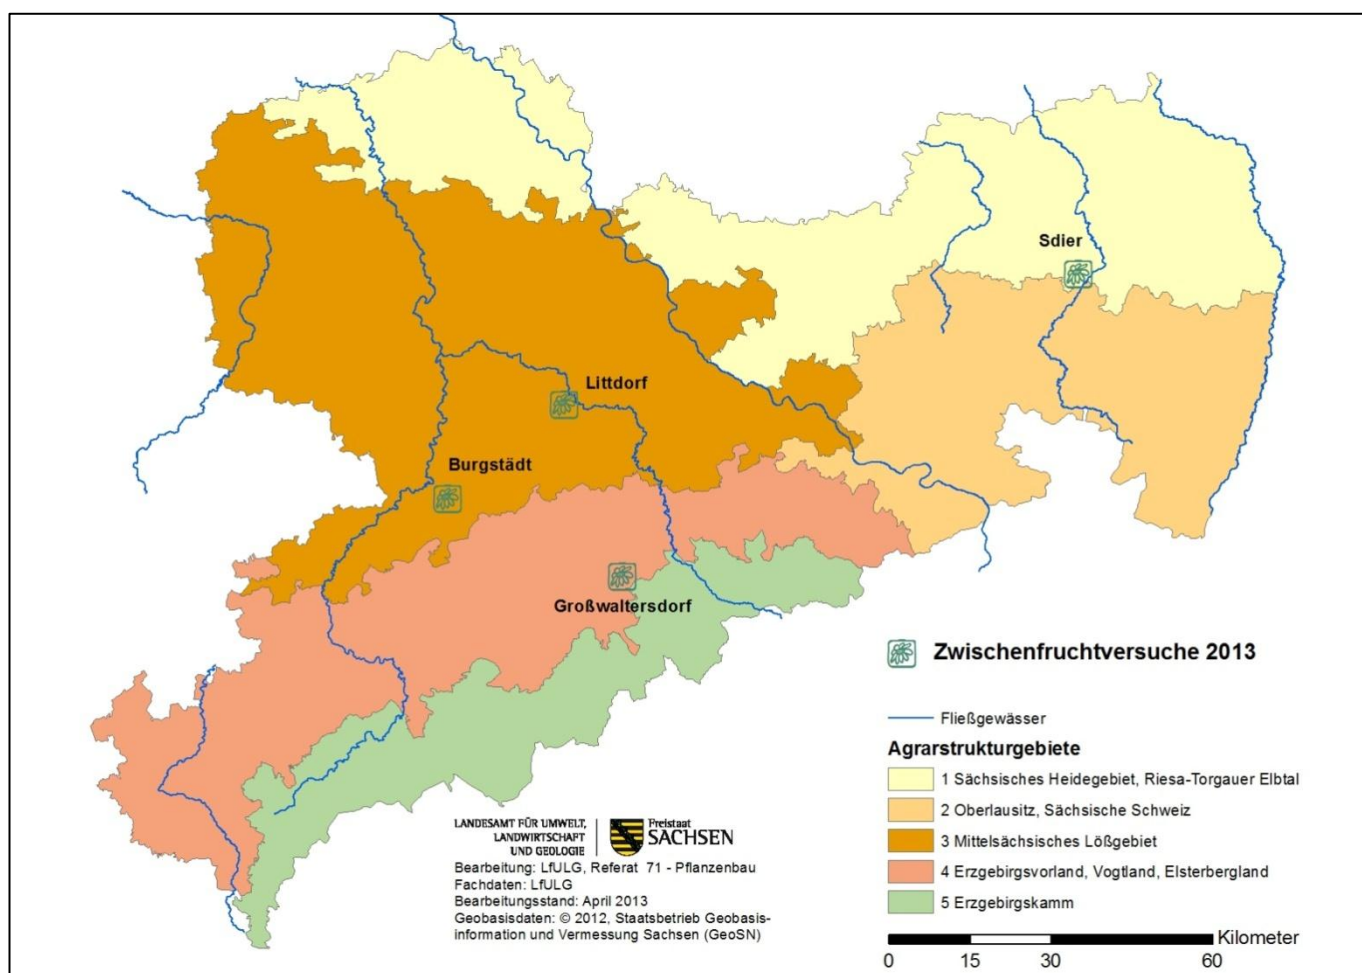 Sdier
Littdorf
Burgstädt
Großwaltersdorf
Zwischenfruchtversuche 2013
Fließgewässer
Agrarstrukturgebiete
1 Sächsisches Heidegebiet, Riesa-Torgauer Elbtal
2 Oberlausitz, Sächsische Schweiz
3 Mittelsächsisches Lößgebiet
4 Erzgebirgsvorland, Vogtland, Elsterbergland
5 Erzgebirgskamm
LANDESAMT FÜR UMWELT,
LANDWIRTSCHAFT
UND GEOLOGIE
Freistaat
SACHSEN
Bearbeitung: LfULG, Referat 71 - Pflanzenbau
Fachdaten: LfULG
Bearbeitungsstand: April 2013
Geobasisdaten: © 2012, Staatsbetrieb Geobasis-
information und Vermessung Sachsen (GeoSN)
Kilometer
0 15 30 60